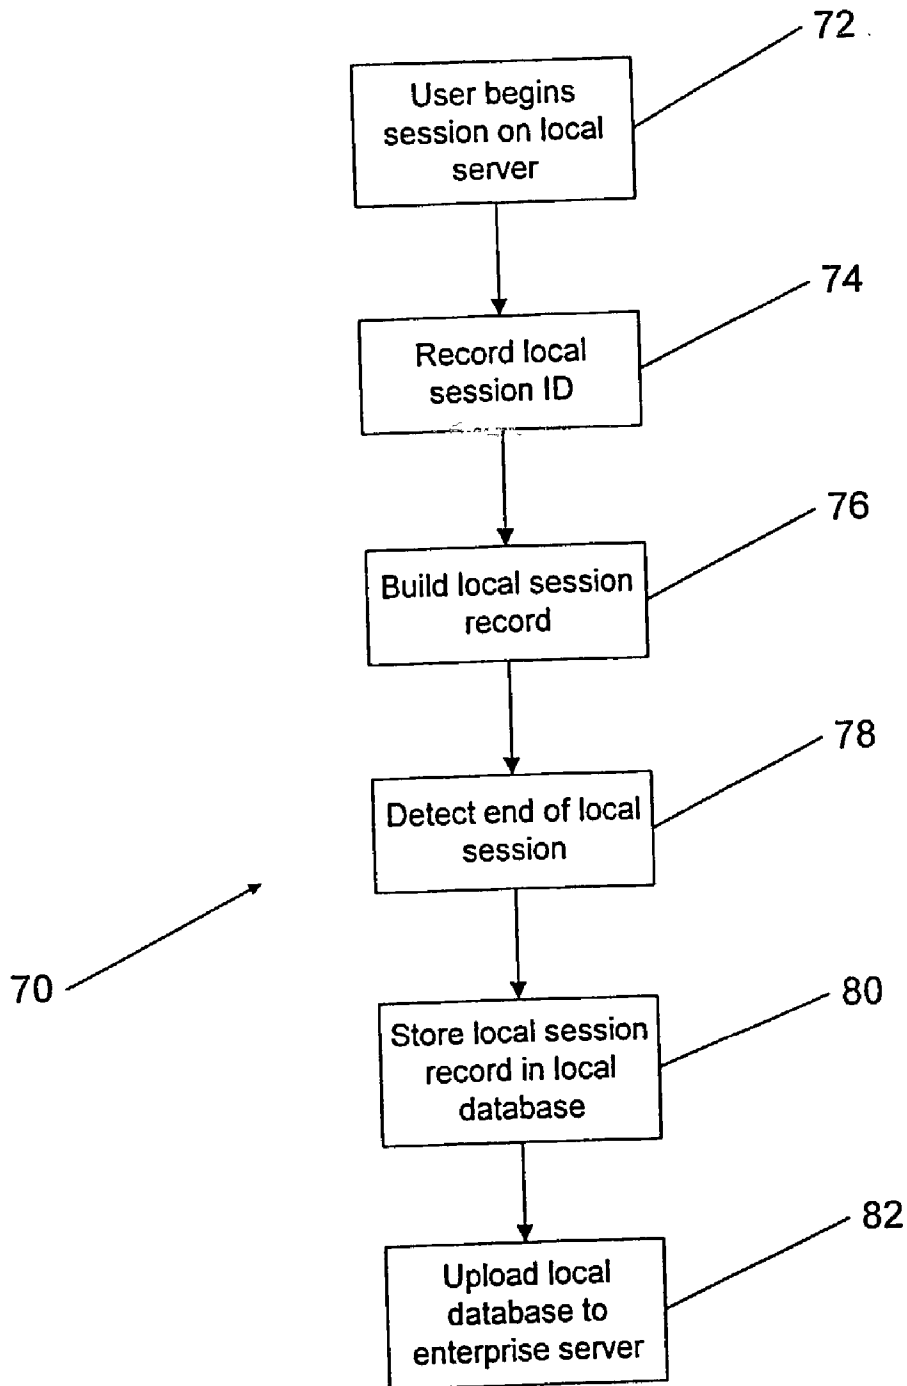 72
User begins
session on local
server
74
Record local
session ID
76
Build local session
record
78
Detect end of local
session
70
80
Store local session
record in local
database
82
Upload local
database to
enterprise server